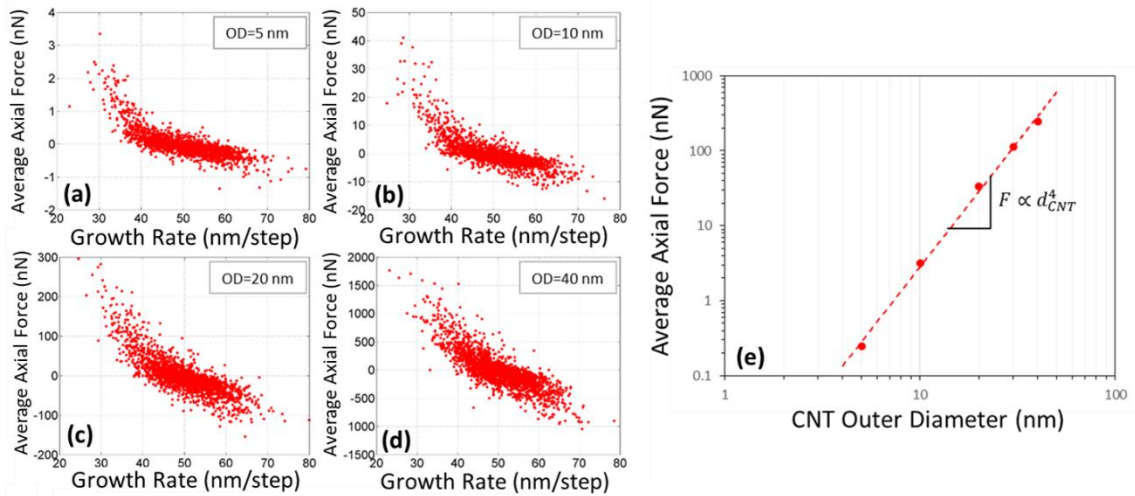 Average Axial Force (nN)
4
3
2
1
0
-1
2
20 30 40 50 60 70 80
OD=5 nm
(a)
Growth Rate (nm/step)
Average Axial Force (nN)
50
40
30
20
10
0
-10
20
20 30 40 50 60 70 80
OD=10 nm
(b)
Growth Rate (nm/step)
Average Axial Force (nN)
300
200
100
0
-100
200
20 30 40 50 60 70 80
OD=20 nm
(c)
Growth Rate (nm/step)
Average Axial Force (nN)
2000
1500
1000
500
0
-500
-1000
1500
20 30 40 50 60 70 80
OD=40 nm
(d)
Growth Rate (nm/step)
Average Axial Force (nN)
1000
100
10
1
0.1
1 10 100
F ∝ d⁴CNT
(e)
CNT Outer Diameter (nm)